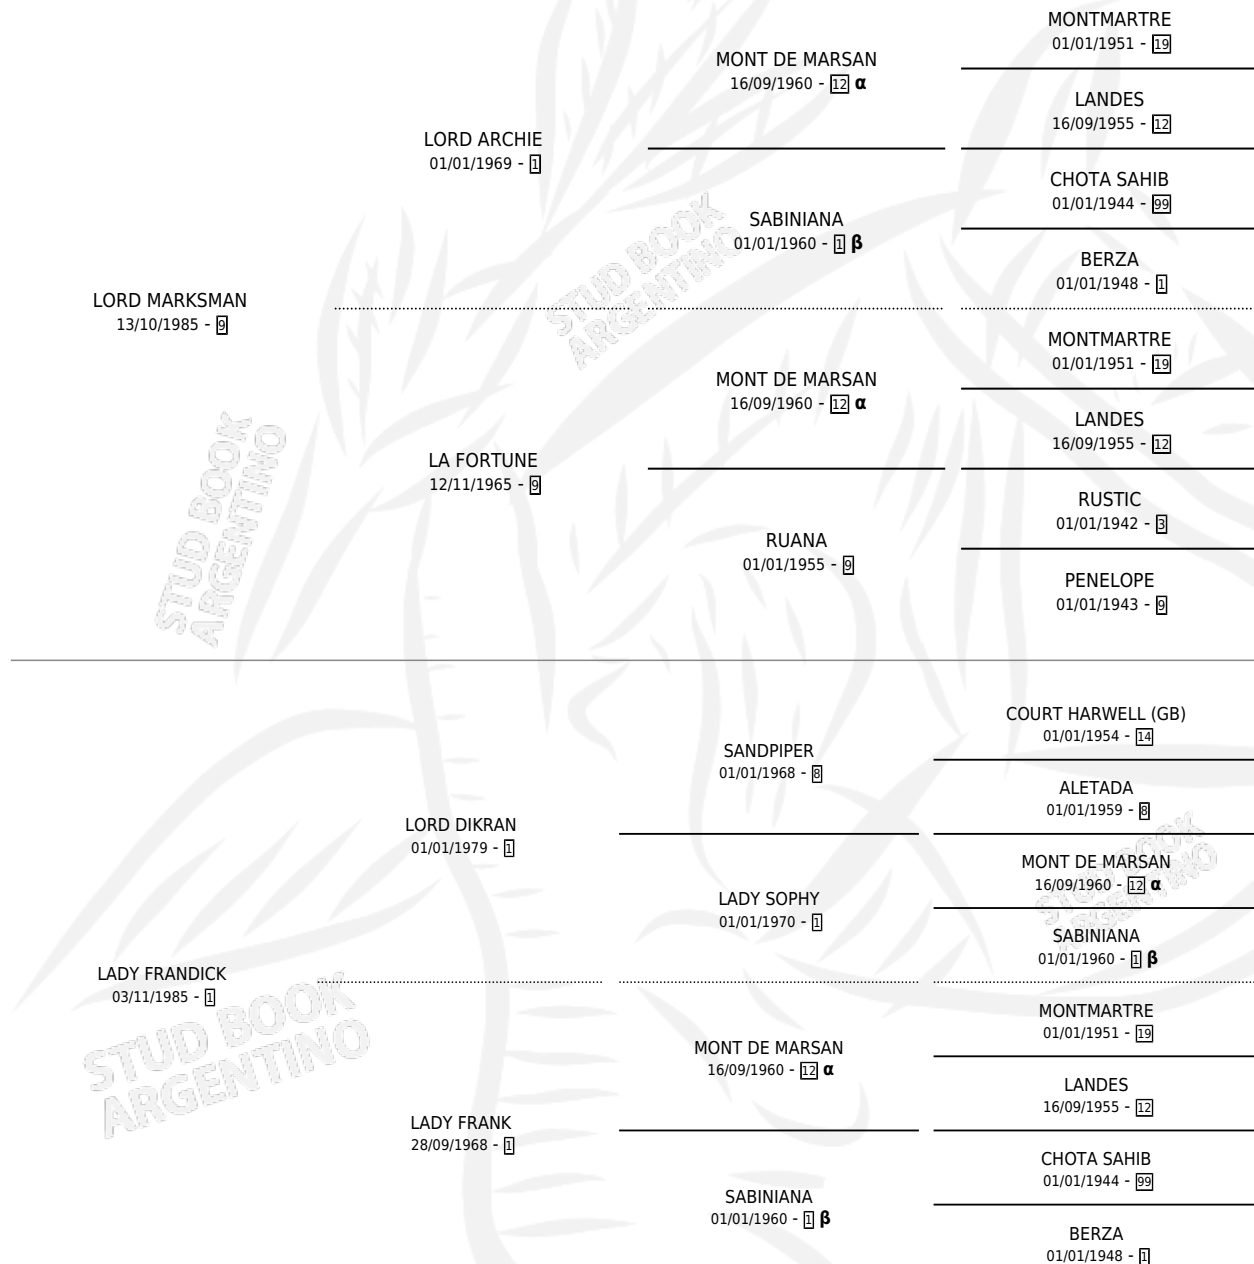 MONTMARTRE
01/01/1951 - 19
MONT DE MARSAN
16/09/1960 - 12 α
LANDES
16/09/1955 - 12
LORD ARCHIE
01/01/1969 - 1
CHOTA SAHIB
01/01/1944 - 99
SABINIANA
01/01/1960 - 1 β
BERZA
01/01/1948 - 1
LORD MARKSMAN
13/10/1985 - 9
MONTMARTRE
01/01/1951 - 19
MONT DE MARSAN
16/09/1960 - 12 α
LANDES
16/09/1955 - 12
LA FORTUNE
12/11/1965 - 9
RUSTIC
01/01/1942 - 3
RUANA
01/01/1955 - 9
PENELOPE
01/01/1943 - 9
STUD BOOK
ARGENTINO
STUD BOOK
ARGENTINO
COURT HARWELL (GB)
01/01/1954 - 14
SANDPIPER
01/01/1968 - 8
ALETADA
01/01/1959 - 8
LORD DIKRAN
01/01/1979 - 1
MONT DE MARSAN
16/09/1960 - 12 α
LADY SOPHY
01/01/1970 - 1
SABINIANA
01/01/1960 - 1 β
LADY FRANDICK
03/11/1985 - 1
MONTMARTRE
01/01/1951 - 19
MONT DE MARSAN
16/09/1960 - 12 α
LANDES
16/09/1955 - 12
LADY FRANK
28/09/1968 - 1
CHOTA SAHIB
01/01/1944 - 99
SABINIANA
01/01/1960 - 1 β
BERZA
01/01/1948 - 1
STUD BOOK
ARGENTINO
STUD BOOK
ARGENTINO